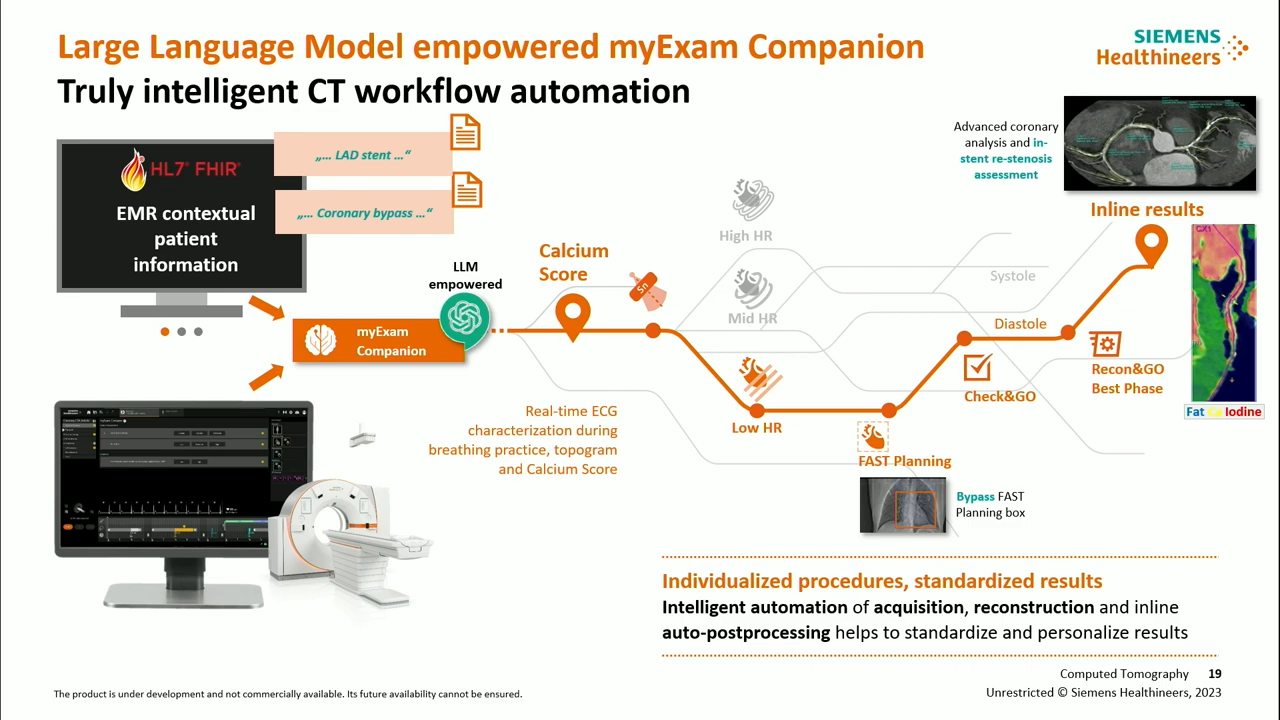 Large Language Model empowered myExam Companion
Truly intelligent CT workflow automation
SIEMENS
Healthineers
HL7® FHIR®
EMR contextual
patient
information
„… LAD stent …“
„… Coronary bypass …“
LLM
empowered
myExam
Companion
Calcium
Score
Sn
Real-time ECG
characterization during
breathing practice, topogram
and Calcium Score
High HR
Mid HR
Low HR
FAST Planning
Bypass FAST
Planning box
Systole
Diastole
Check&GO
Recon&GO
Best Phase
Advanced coronary
analysis and in-
stent re-stenosis
assessment
Inline results
CX1
Fat Ca Iodine
Individualized procedures, standardized results
Intelligent automation of acquisition, reconstruction and inline
auto-postprocessing helps to standardize and personalize results
The product is under development and not commercially available. Its future availability cannot be ensured.
Computed Tomography 19
Unrestricted © Siemens Healthineers, 2023